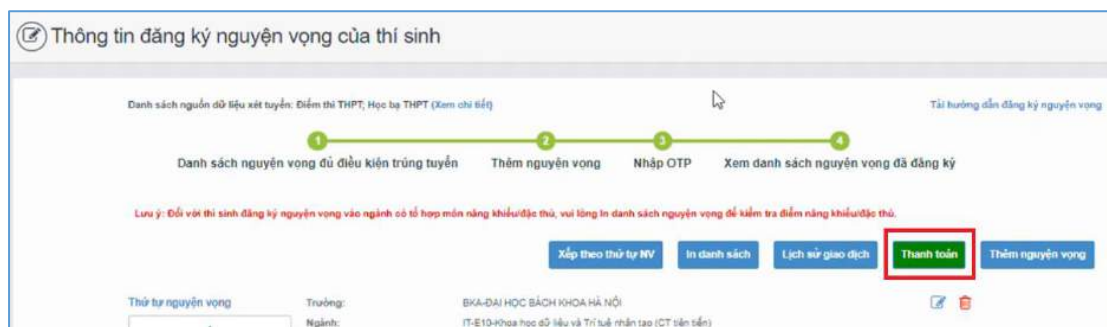 Thông tin đăng ký nguyện vọng của thí sinh
Danh sách nguồn dữ liệu xét tuyển: Điểm thi THPT; Học bạ THPT (Xem chi tiết)
Tải hướng dẫn đăng ký nguyện vọng
1 2 3 4
Danh sách nguyện vọng đủ điều kiện trúng tuyển Thêm nguyện vọng Nhập OTP Xem danh sách nguyện vọng đã đăng ký
Lưu ý: Đối với thí sinh đăng ký nguyện vọng vào ngành có tổ hợp môn năng khiếu/đặc thù, vui lòng In danh sách nguyện vọng để kiểm tra điểm năng khiếu/đặc thù.
Xếp theo thứ tự NV In danh sách Lịch sử giao dịch Thanh toán Thêm nguyện vọng
Thứ tự nguyện vọng Trường: BKA-ĐẠI HỌC BÁCH KHOA HÀ NỘI
Ngành: IT-E10-Khoa học dữ liệu và Trí tuệ nhân tạo (CT tiên tiến)